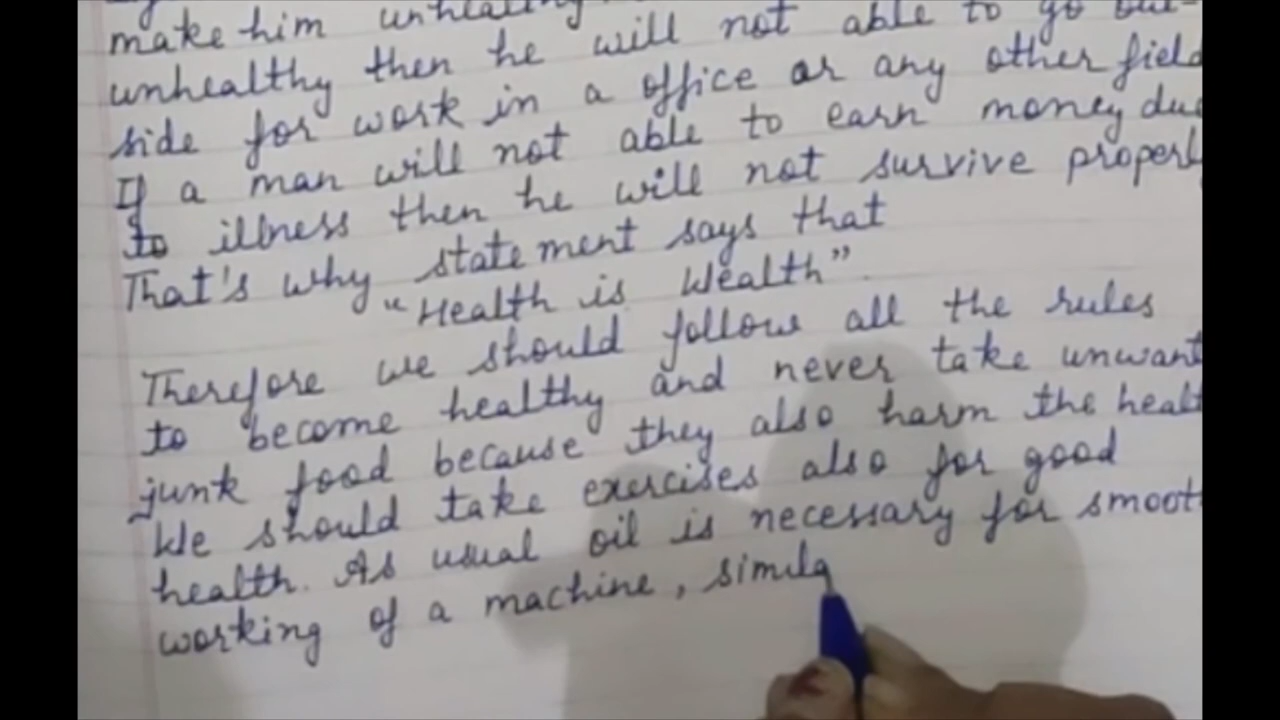 make him
unhealthy then he will not able to go out-
side for work in a office or any other field
If a man will not able to earn money due
to illness then he will not survive properl
That's why statement says that
"Health is Wealth".
Therefore we should follow all the rules
to become healthy and never take unwant
junk food because they also harm the healt
We should take exercises also for good
health. As usual oil is necessary for smoot
working of a machine, simila